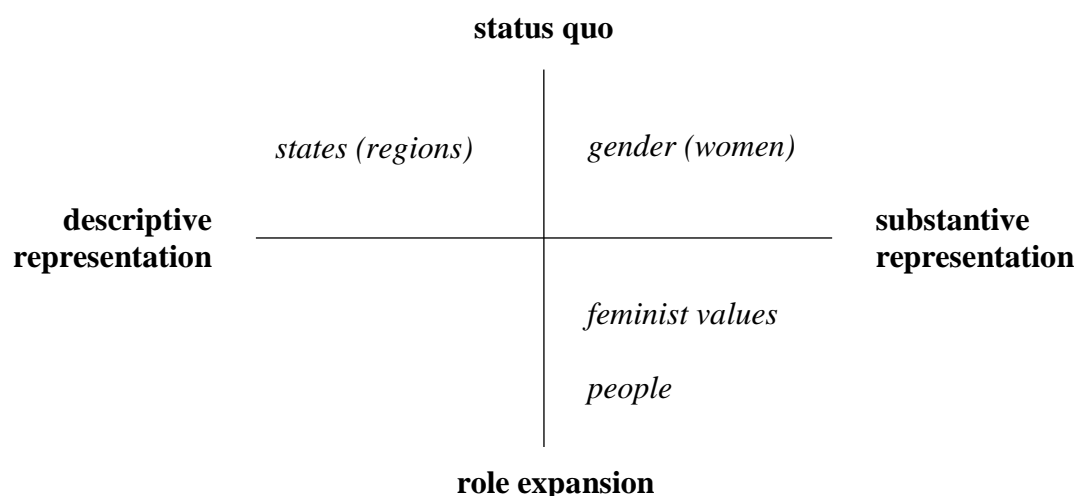 status quo
states (regions)
gender (women)
descriptive
representation
substantive
representation
feminist values
people
role expansion